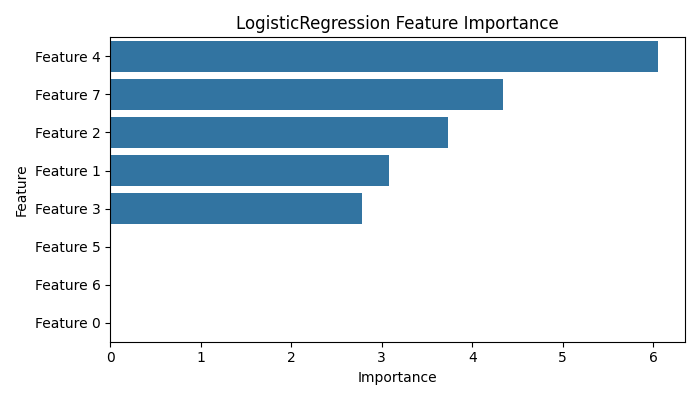 LogisticRegression Feature Importance
Feature 4
Feature 7
Feature 2
Feature 1
Feature 3
Feature 5
Feature 6
Feature 0
Feature
0 1 2 3 4 5 6
Importance